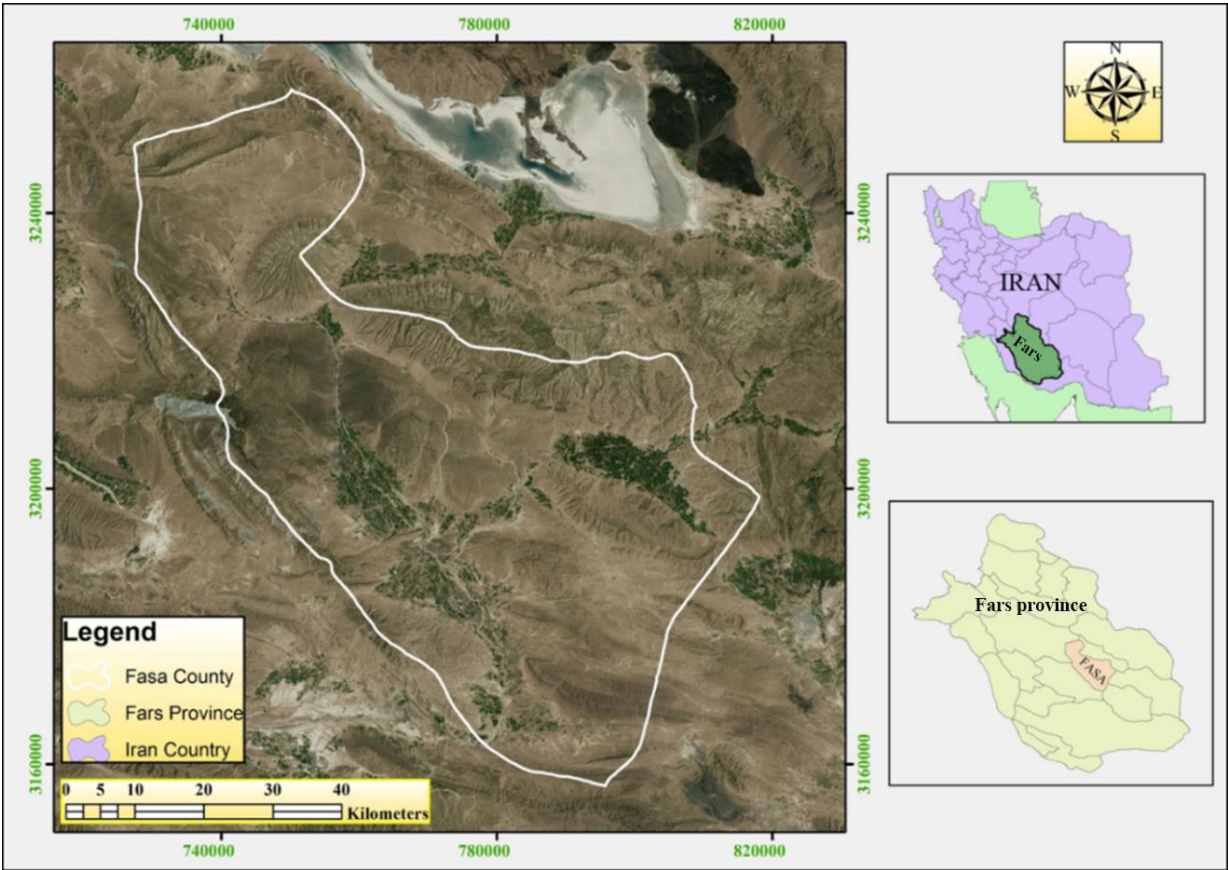 740000 780000 820000
N
W E
S
3240000 3240000
IRAN
Fars
3200000 3200000
Fars province
FASA
Legend
Fasa County
Fars Province
Iran Country
3160000 3160000
0 5 10 20 30 40
Kilometers
740000 780000 820000